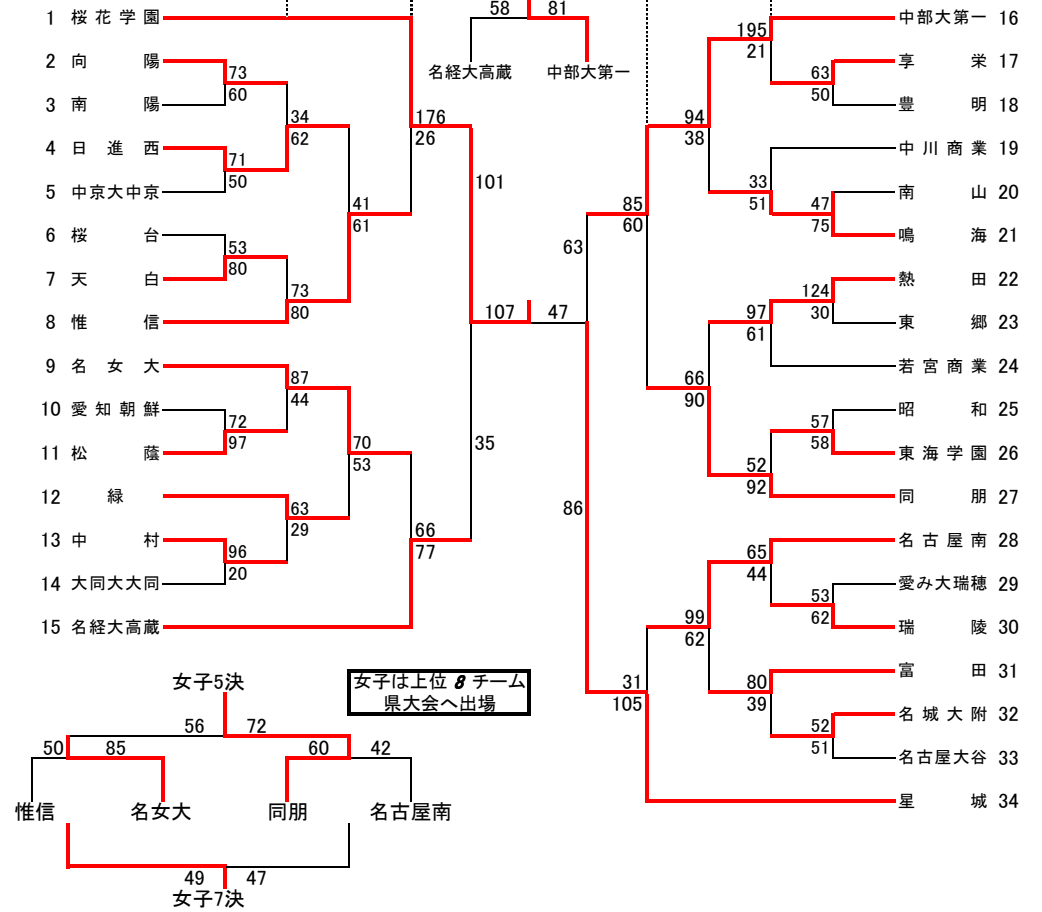 58 81
名経大高蔵 中部大第一
1 桜花学園
2 向陽
73
60
3 南陽
34
62
4 日進西
71
50
5 中京大中京
41
61
6 桜台
53
80
7 天白
73
80
8 惟信
176
26
101
9 名女大
87
44
10 愛知朝鮮
72
97
11 松蔭
70
53
12 緑
63
29
13 中村
96
20
14 大同大大同
66
77
15 名経大高蔵
35
107 47
63
86
中部大第一 16
195
21
享栄 17
63
50
豊明 18
94
38
中川商業 19
33
51
南山 20
47
75
鳴海 21
85
60
熱田 22
124
30
東郷 23
97
61
若宮商業 24
66
90
昭和 25
57
58
東海学園 26
52
92
同朋 27
名古屋南 28
65
44
愛み大瑞穂 29
53
62
瑞陵 30
99
62
富田 31
80
39
名城大附 32
52
51
名古屋大谷 33
31
105
星城 34
女子は上位 8 チーム
県大会へ出場
女子5決
56 72
50 85 60 42
惟信 名女大 同朋 名古屋南
49 47
女子7決